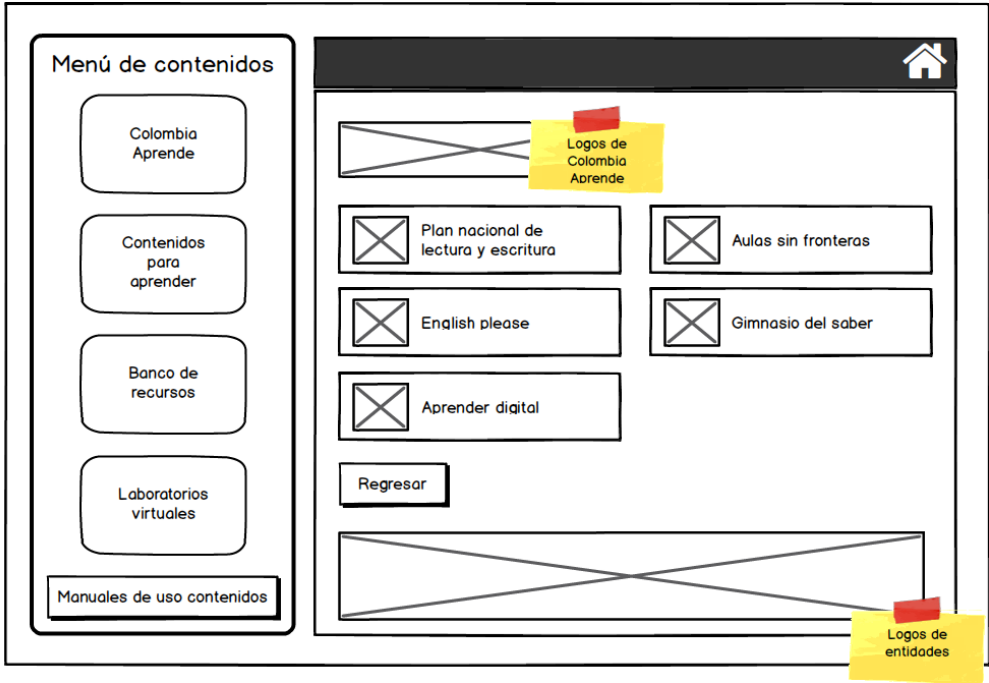 Menú de contenidos
Colombia
Aprende
Contenidos
para
aprender
Banco de
recursos
Laboratorios
virtuales
Manuales de uso contenidos
Logos de
Colombia
Aprende
Plan nacional de
lectura y escritura
Aulas sin fronteras
English please
Gimnasio del saber
Aprender digital
Regresar
Logos de
entidades